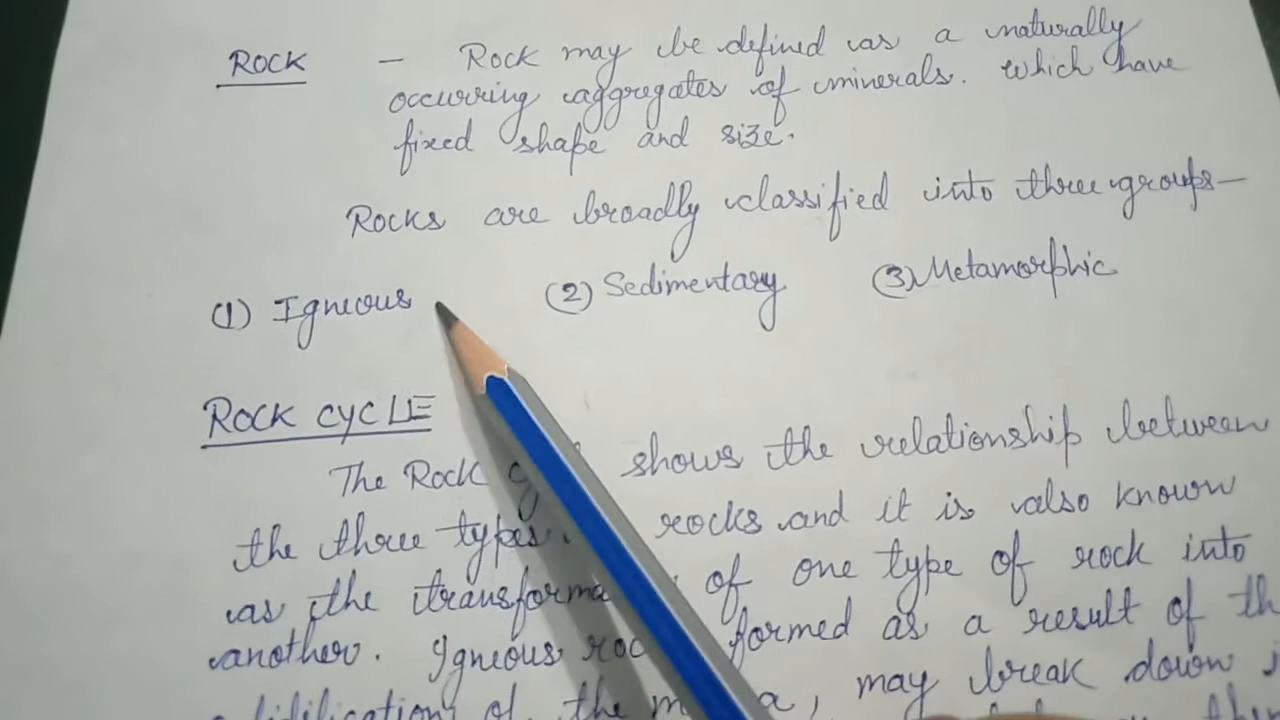 ROCK - Rock may be defined as a naturally
occurring aggregates of minerals. which have
fixed shape and size.
Rocks are broadly classified into three groups-
(1) Igneous (2) Sedimentary (3) Metamorphic
ROCK CYCLE
The Rock shows the relationship between
the three types rocks and it is also known
as the of one type of rock into
another. Igneous formed as a result of
of the may break down